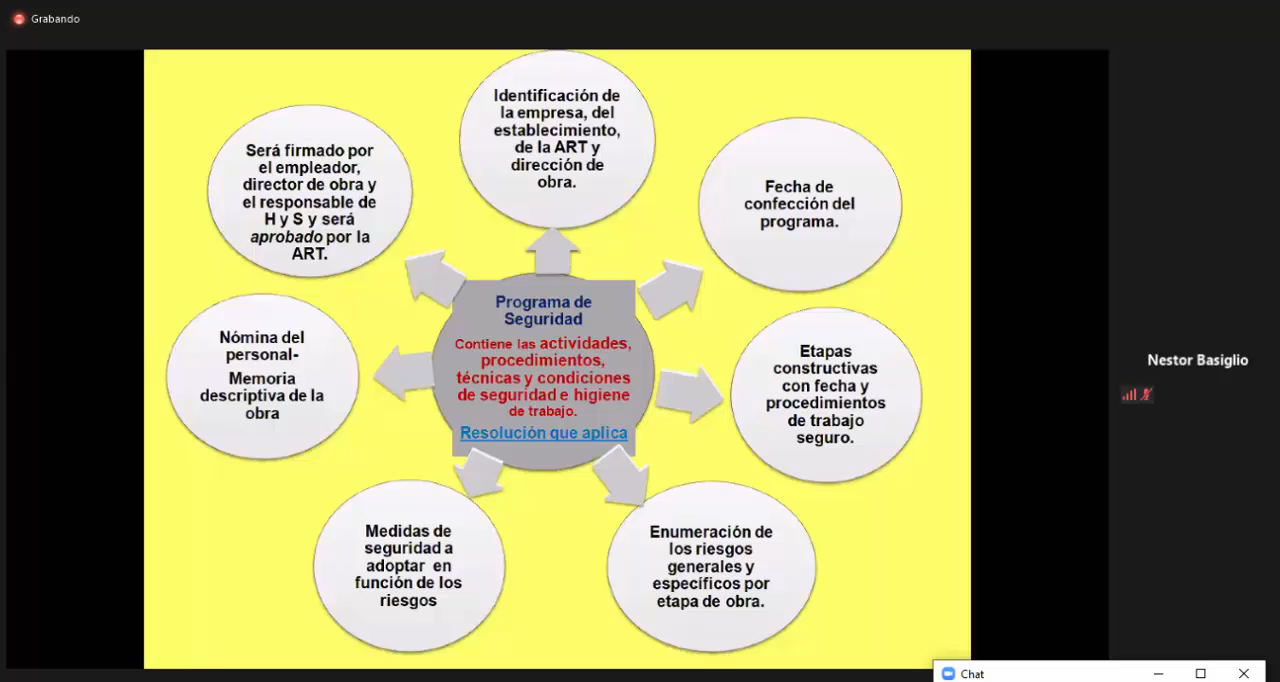 Grabando
Identificación de
la empresa, del
establecimiento,
de la ART y
dirección de
obra.
Será firmado por
el empleador,
director de obra y
el responsable de
H y S y será
aprobado por la
ART.
Fecha de
confección del
programa.
Nómina del
personal-
Memoria
descriptiva de la
obra
Programa de
Seguridad
Contiene las actividades,
procedimientos,
técnicas y condiciones
de seguridad e higiene
de trabajo.
Resolución que aplica
Etapas
constructivas
con fecha y
procedimientos
de trabajo
seguro.
Medidas de
seguridad a
adoptar en
función de los
riesgos
Enumeración de
los riesgos
generales y
específicos por
etapa de obra.
Nestor Basiglio
Chat